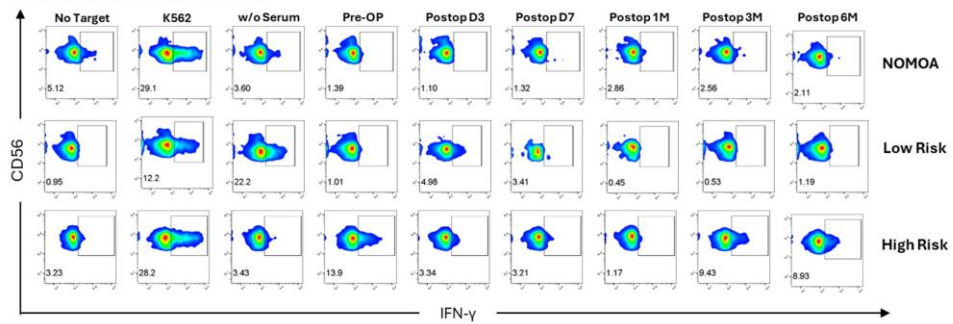 No Target K562 w/o Serum Pre-OP Postop D3 Postop D7 Postop 1M Postop 3M Postop 6M
5.12 29.1 3.60 1.39 1.10 1.32 2.86 2.56 2.11 NOMOA
CD56
0.95 12.2 22.2 1.01 4.98 3.41 0.45 0.53 1.19 Low Risk
3.23 28.2 3.43 13.9 3.34 3.21 1.17 9.43 8.93 High Risk
IFN-γ